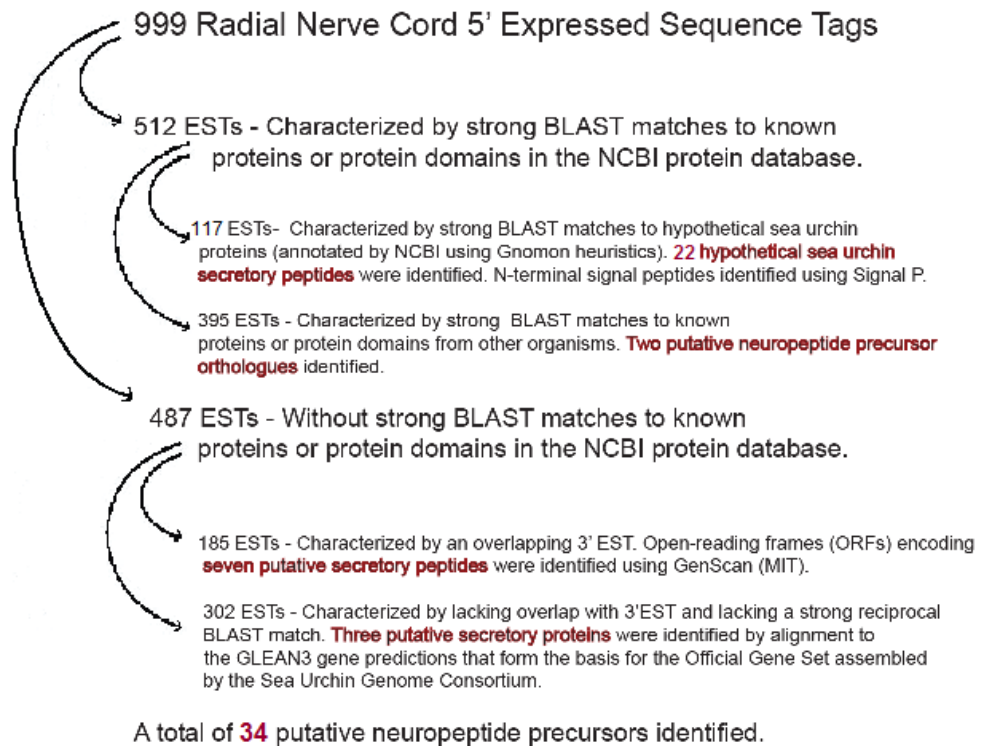 999 Radial Nerve Cord 5' Expressed Sequence Tags
512 ESTs - Characterized by strong BLAST matches to known
proteins or protein domains in the NCBI protein database.
117 ESTs- Characterized by strong BLAST matches to hypothetical sea urchin
proteins (annotated by NCBI using Gnomon heuristics). 22 hypothetical sea urchin
secretory peptides were identified. N-terminal signal peptides identified using Signal P.
395 ESTs - Characterized by strong BLAST matches to known
proteins or protein domains from other organisms. Two putative neuropeptide precursor
orthologues identified.
487 ESTs - Without strong BLAST matches to known
proteins or protein domains in the NCBI protein database.
185 ESTs - Characterized by an overlapping 3' EST. Open-reading frames (ORFs) encoding
seven putative secretory peptides were identified using GenScan (MIT).
302 ESTs - Characterized by lacking overlap with 3'EST and lacking a strong reciprocal
BLAST match. Three putative secretory proteins were identified by alignment to
the GLEAN3 gene predictions that form the basis for the Official Gene Set assembled
by the Sea Urchin Genome Consortium.
A total of 34 putative neuropeptide precursors identified.